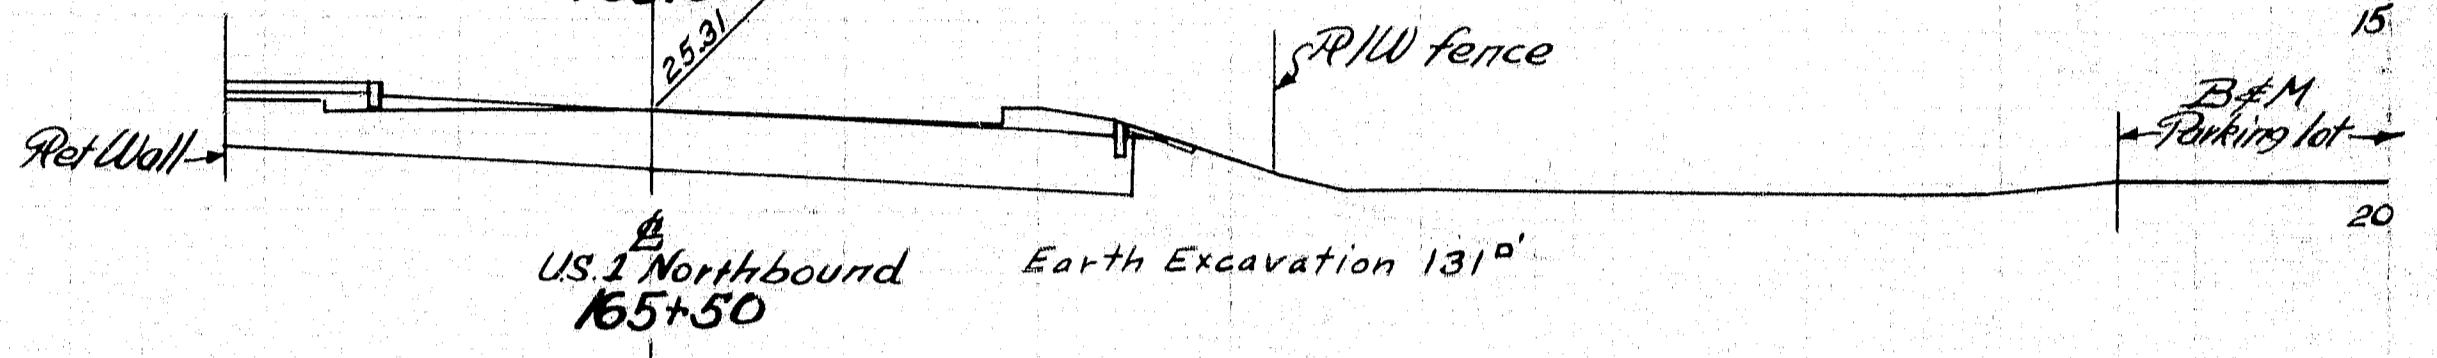 25.31
15
R/W fence
B&M
Parking lot
Ret Wall
20
℄
U.S. 1 Northbound
Earth Excavation 131□'
165+50